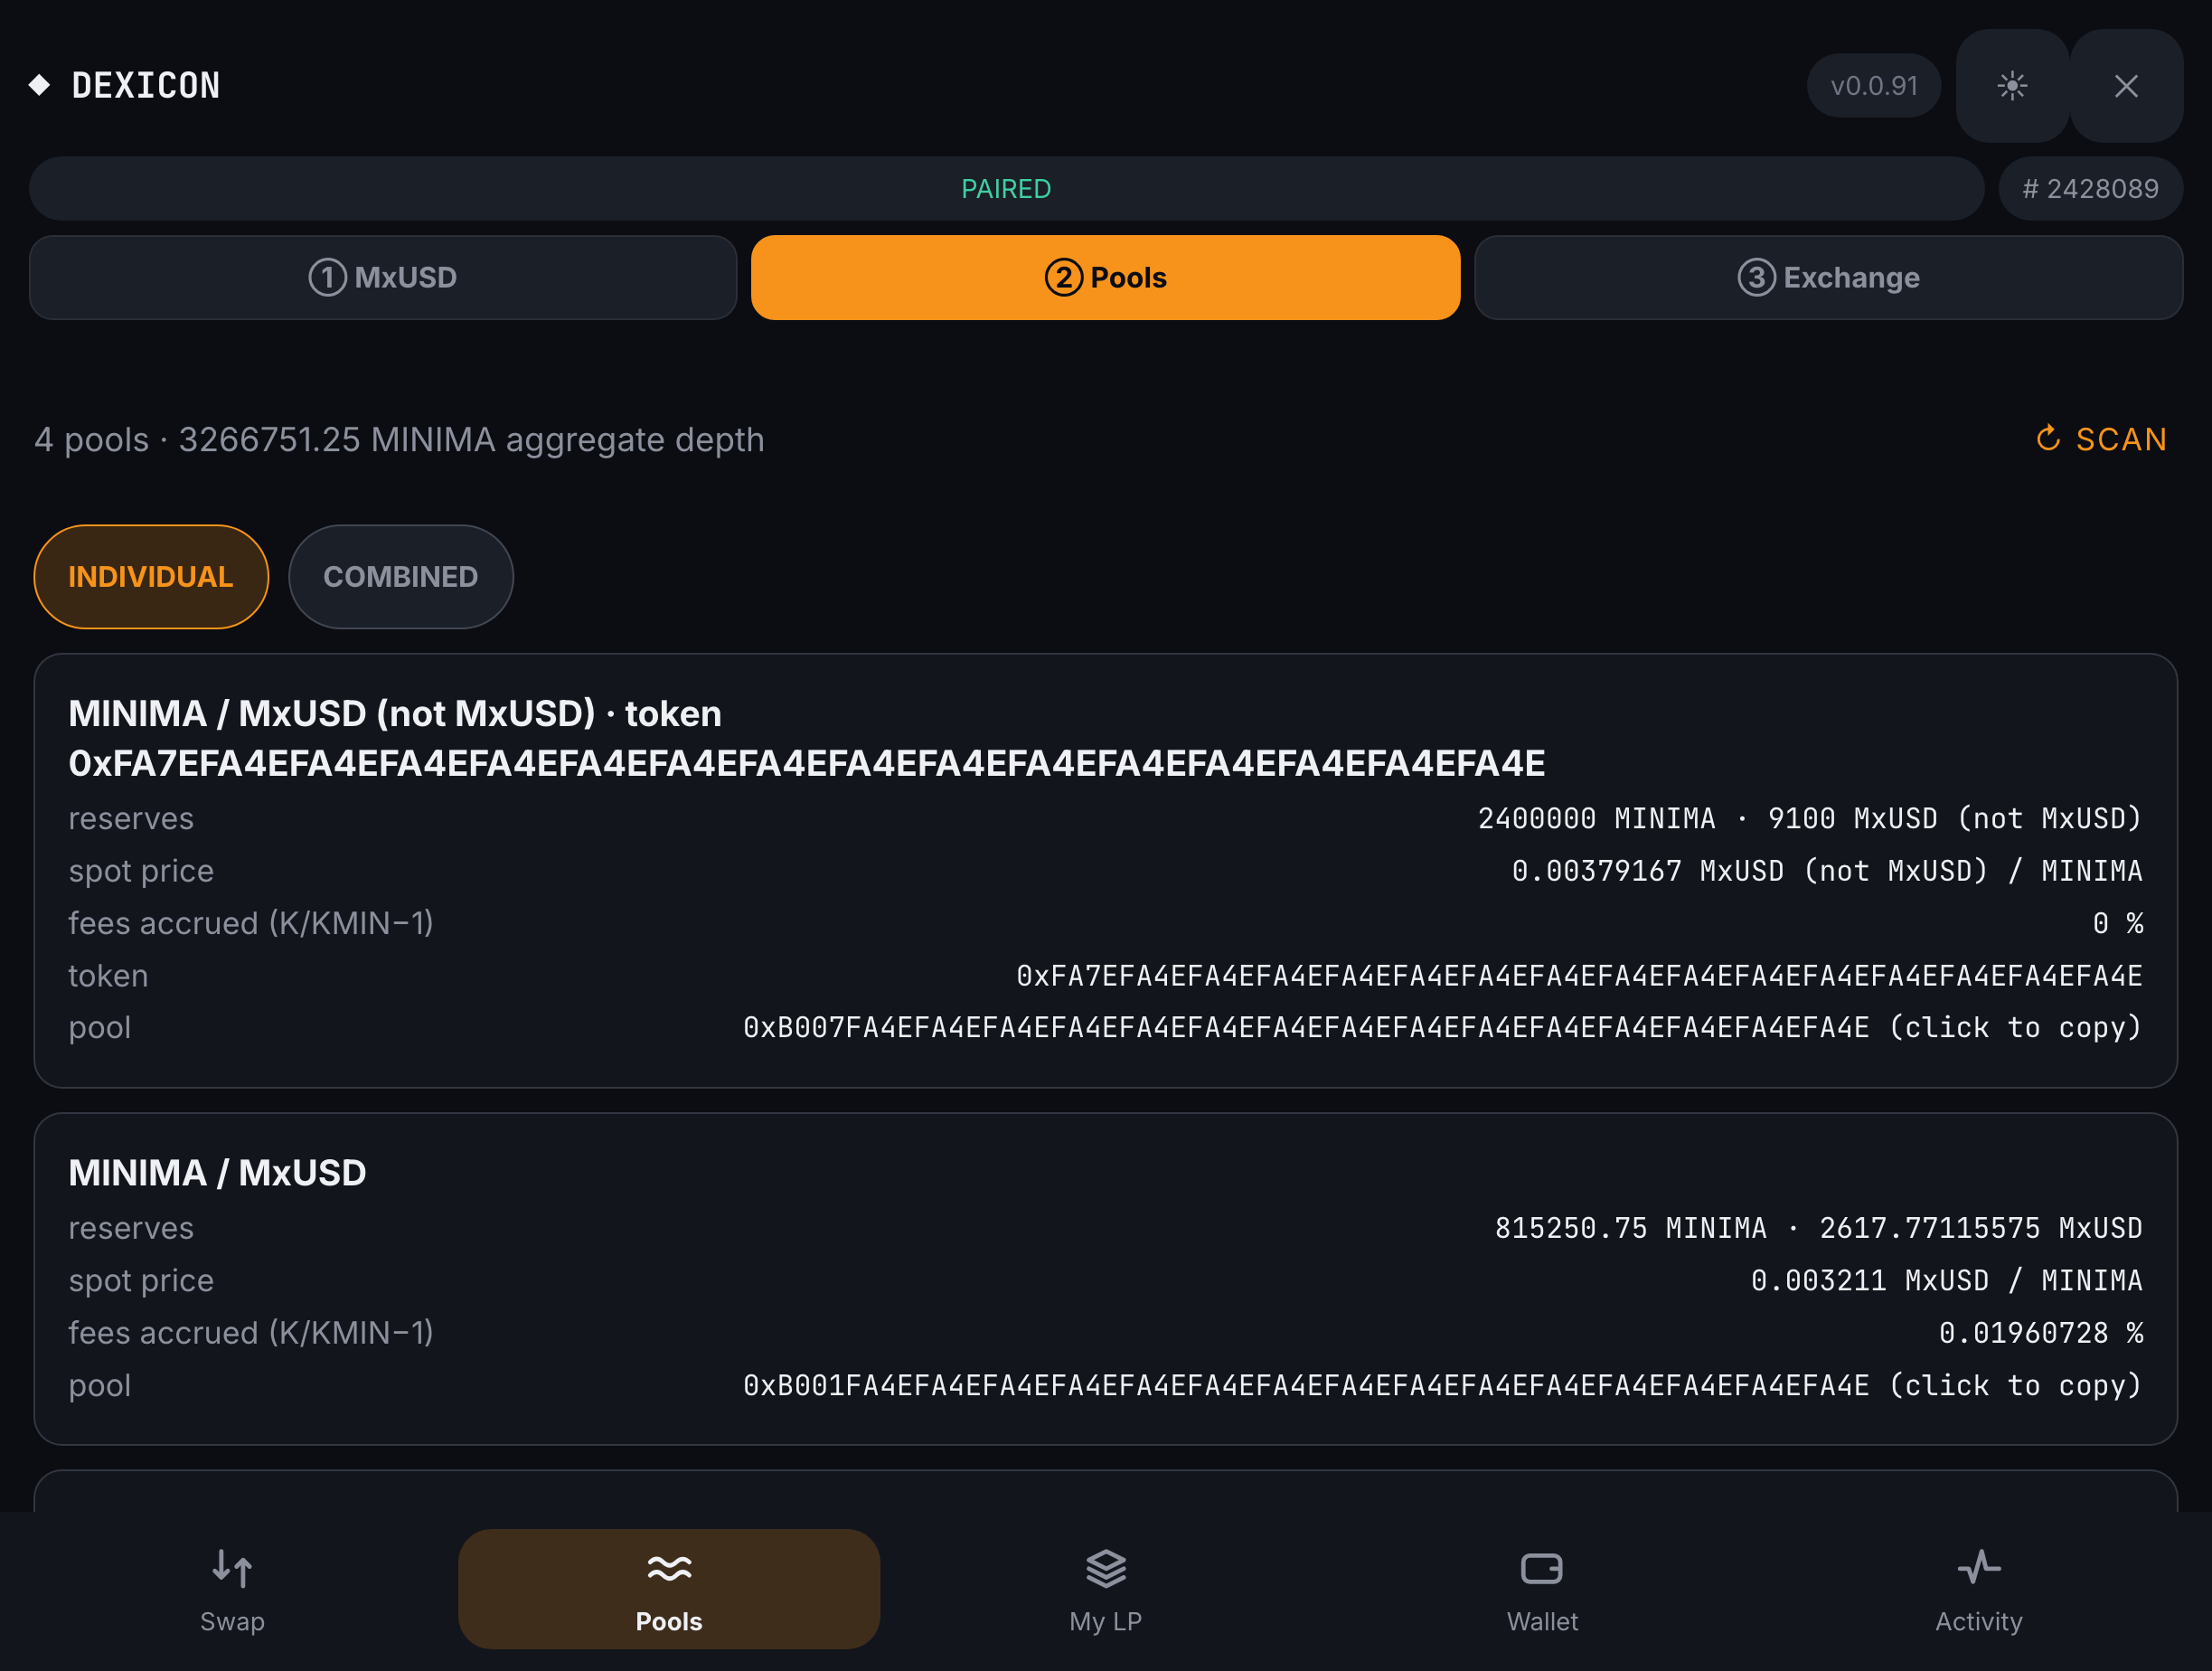 ◆ DEXICON
v0.0.91
PAIRED
# 2428089
① MxUSD
② Pools
③ Exchange
4 pools · 3266751.25 MINIMA aggregate depth
↻ SCAN
INDIVIDUAL
COMBINED
MINIMA / MxUSD (not MxUSD) · token
0xFA7EFA4EFA4EFA4EFA4EFA4EFA4EFA4EFA4EFA4EFA4EFA4EFA4EFA4EFA4EFA4E
reserves
2400000 MINIMA · 9100 MxUSD (not MxUSD)
spot price
0.00379167 MxUSD (not MxUSD) / MINIMA
fees accrued (K/KMIN−1)
0 %
token
0xFA7EFA4EFA4EFA4EFA4EFA4EFA4EFA4EFA4EFA4EFA4EFA4EFA4EFA4EFA4EFA4E
pool
0xB007FA4EFA4EFA4EFA4EFA4EFA4EFA4EFA4EFA4EFA4EFA4EFA4EFA4EFA4EFA4E (click to copy)
MINIMA / MxUSD
reserves
815250.75 MINIMA · 2617.77115575 MxUSD
spot price
0.003211 MxUSD / MINIMA
fees accrued (K/KMIN−1)
0.01960728 %
pool
0xB001FA4EFA4EFA4EFA4EFA4EFA4EFA4EFA4EFA4EFA4EFA4EFA4EFA4EFA4EFA4E (click to copy)
Swap
Pools
My LP
Wallet
Activity